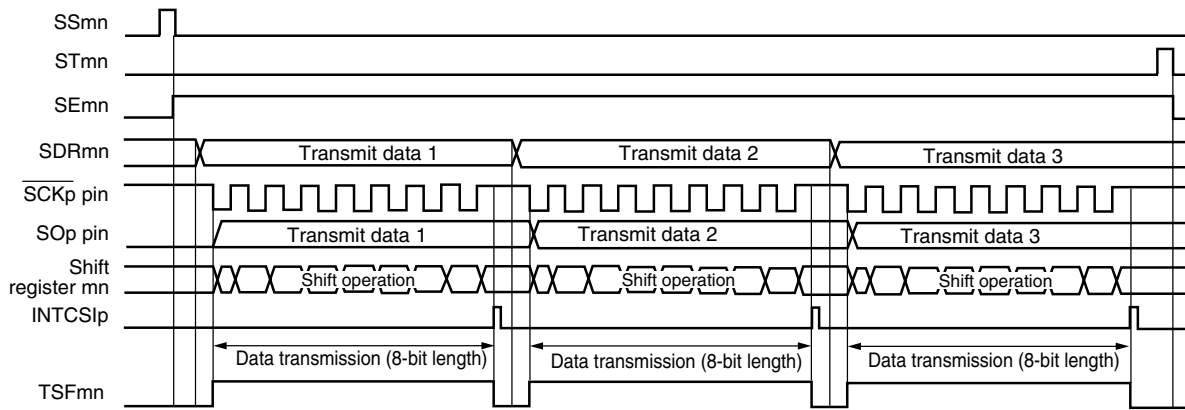 SSmn
STmn
SEmn
SDRmn Transmit data 1 Transmit data 2 Transmit data 3
SCKp pin
SOp pin Transmit data 1 Transmit data 2 Transmit data 3
Shift
register mn Shift operation Shift operation Shift operation
INTCSIp
Data transmission (8-bit length) Data transmission (8-bit length) Data transmission (8-bit length)
TSFmn